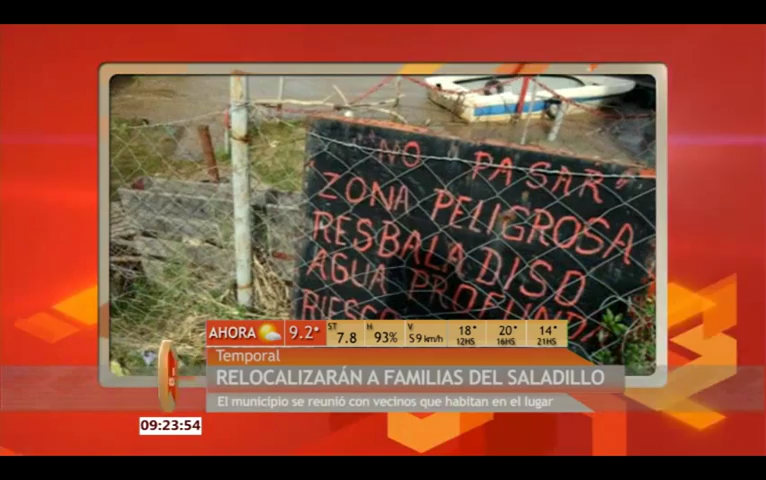 NO PASAR
ZONA PELIGROSA
RESBALADISO
AGUA PROFUNDA
AHORA 9.2° ST: 7.8 H: 93% V: S9 km/h 18° 12HS 20° 16HS 14° 21HS
Temporal
RELOCALIZARÁN A FAMILIAS DEL SALADILLO
El municipio se reunió con vecinos que habitan en el lugar
09:23:54